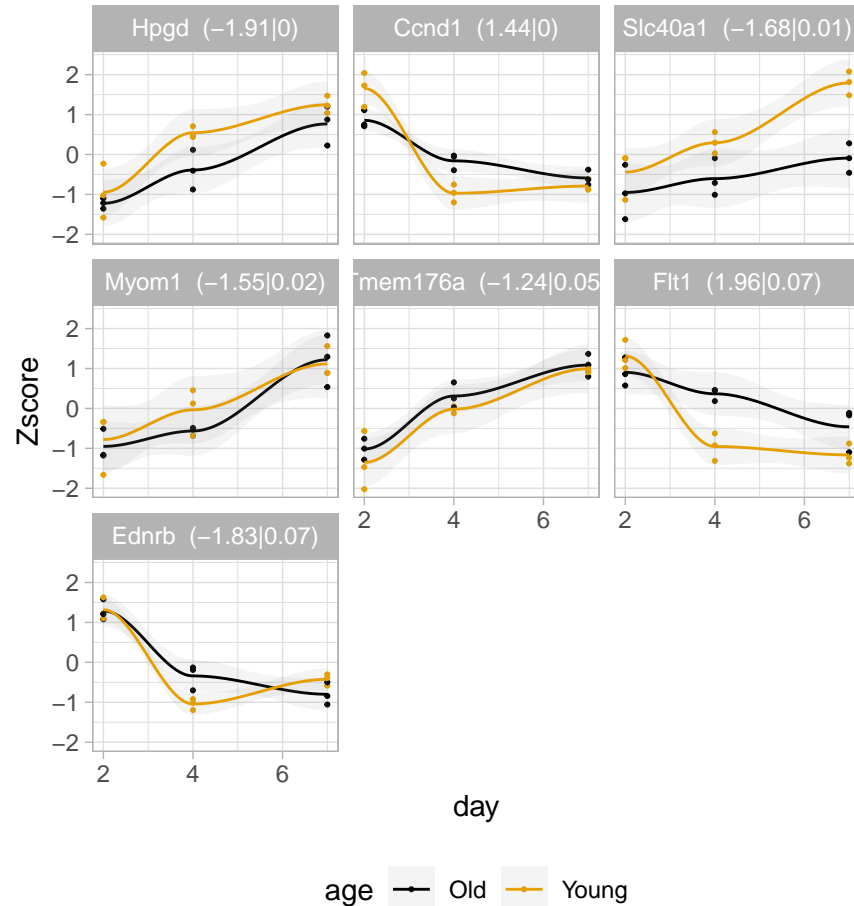 Hpgd (−1.91|0) Ccnd1 (1.44|0) Slc40a1 (−1.68|0.01)
2
1
0
−1
−2
Myom1 (−1.55|0.02) Tmem176a (−1.24|0.05 Flt1 (1.96|0.07)
2
1
0
−1
−2
2 4 6 2 4 6
Ednrb (−1.83|0.07)
2
1
0
−1
−2
2 4 6
Zscore
day
age Old Young